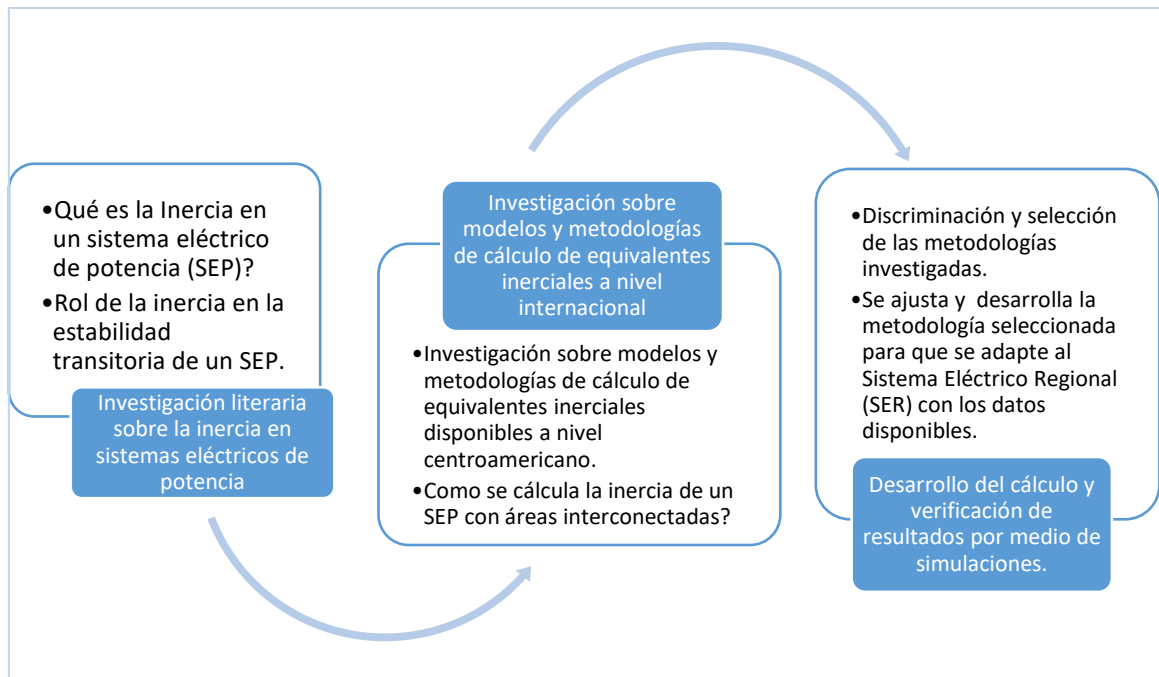 •Qué es la Inercia en
un sistema eléctrico
de potencia (SEP)?
•Rol de la inercia en la
estabilidad
transitoria de un SEP.
Investigación literaria
sobre la inercia en
sistemas eléctricos de
potencia
Investigación sobre
modelos y metodologías
de cálculo de equivalentes
inerciales a nivel
internacional
•Investigación sobre modelos y
metodologías de cálculo de
equivalentes inerciales
disponibles a nivel
centroamericano.
•Como se cálcula la inercia de un
SEP con áreas interconectadas?
•Discriminación y selección
de las metodologías
investigadas.
•Se ajusta y desarrolla la
metodología seleccionada
para que se adapte al
Sistema Eléctrico Regional
(SER) con los datos
disponibles.
Desarrollo del cálculo y
verificación de
resultados por medio de
simulaciones.